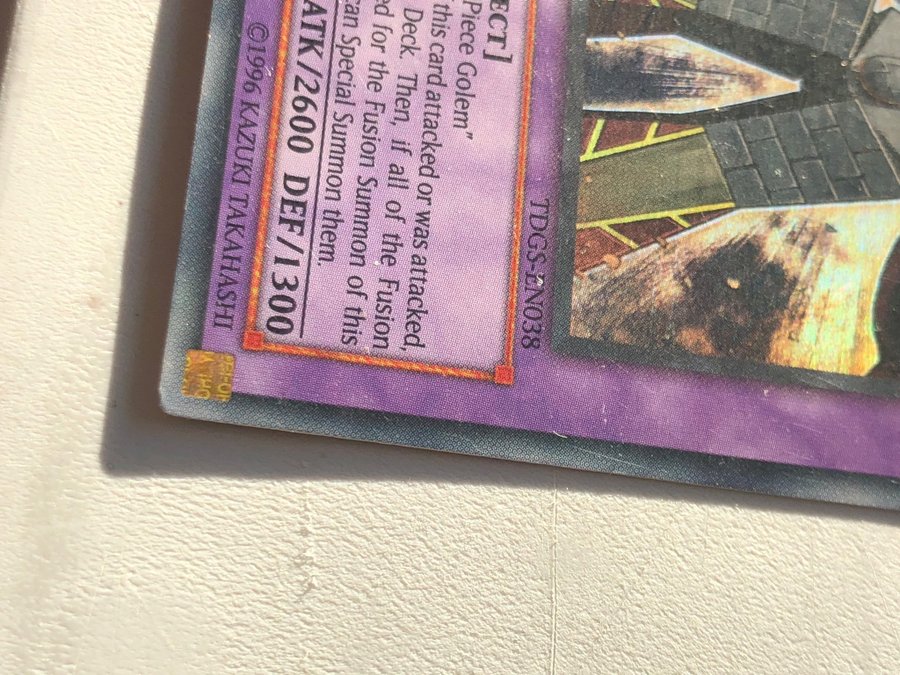 ECT]
Piece Golem"
this card attacked or was attacked,
Deck. Then, if all of the Fusion
ed for the Fusion Summon of this
can Special Summon them.
ATK/2600 DEF/1300
©1996 KAZUKI TAKAHASHI
TDGS-EN038